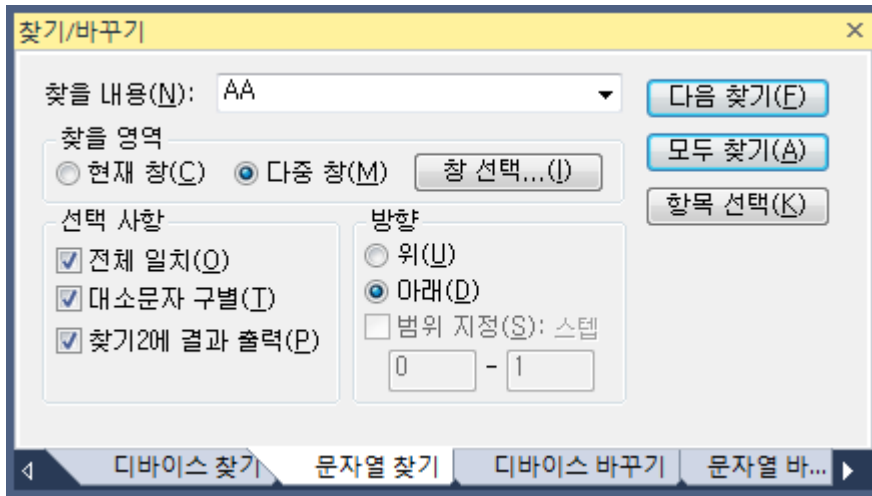 찾기/바꾸기
찾을 내용(N): AA
다음 찾기(F)
찾을 영역
모두 찾기(A)
현재 창(C) 다중 창(M) 창 선택...(I)
항목 선택(K)
선택 사항 방향
전체 일치(O) 위(U)
대소문자 구별(T) 아래(D)
찾기2에 결과 출력(P) 범위 지정(S): 스텝
0 - 1
디바이스 찾기 문자열 찾기 디바이스 바꾸기 문자열 바...